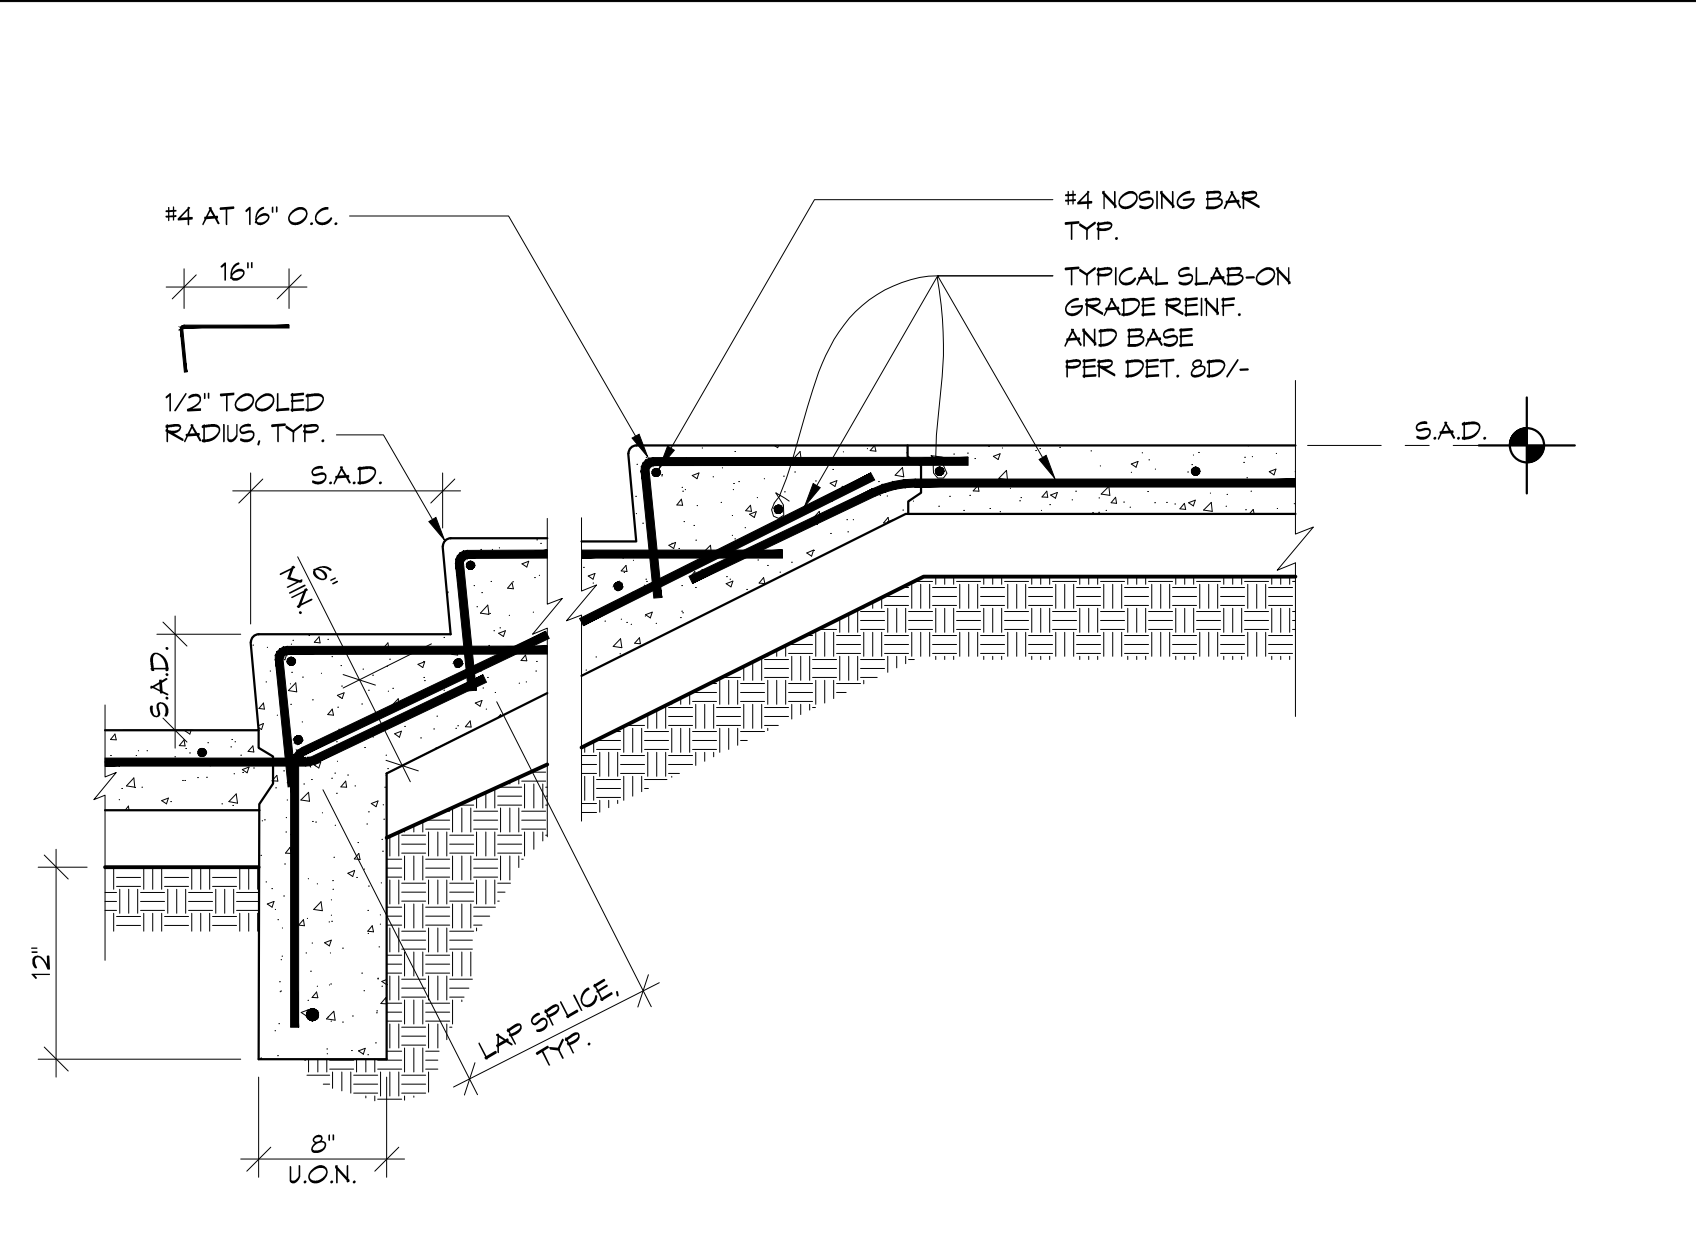 #4 NOSING BAR
TYP.
#4 AT 16" O.C.
16"
TYPICAL SLAB-ON
GRADE REINF.
AND BASE
PER DET. 8D/-
1/2" TOOLED
RADIUS, TYP.
S.A.D.
S.A.D.
6"
MIN.
S.A.D.
12"
LAP SPLICE,
TYP.
8"
U.O.N.